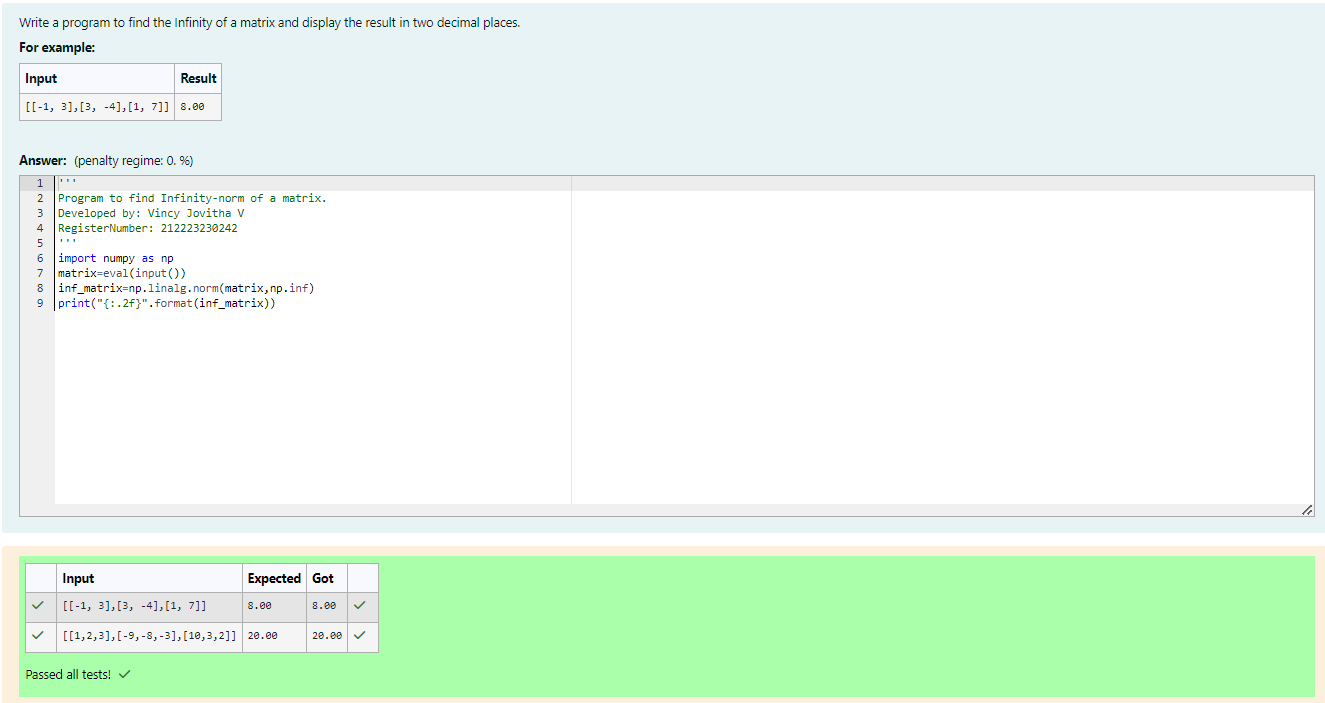 Write a program to find the Infinity of a matrix and display the result in two decimal places.
For example:
Input Result
[[-1, 3],[3, -4],[1, 7]] 8.00
Answer: (penalty regime: 0. %)
1 '''
2 Program to find Infinity-norm of a matrix.
3 Developed by: Vincy Jovitha V
4 RegisterNumber: 212223230242
5 '''
6 import numpy as np
7 matrix=eval(input())
8 inf_matrix=np.linalg.norm(matrix,np.inf)
9 print("{:.2f}".format(inf_matrix))
Input Expected Got
[[-1, 3],[3, -4],[1, 7]] 8.00 8.00
[[1,2,3],[-9,-8,-3],[10,3,2]] 20.00 20.00
Passed all tests!